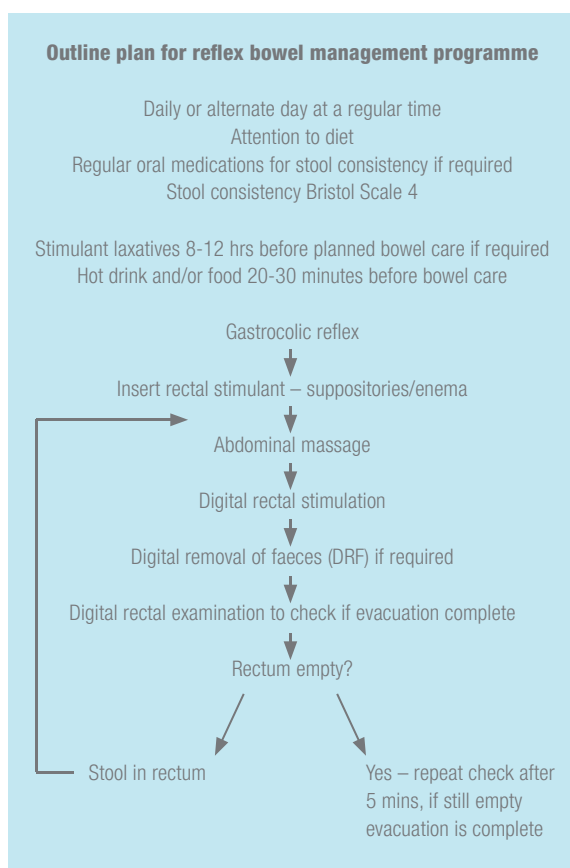 Outline plan for reflex bowel management programme
Daily or alternate day at a regular time
Attention to diet
Regular oral medications for stool consistency if required
Stool consistency Bristol Scale 4
Stimulant laxatives 8-12 hrs before planned bowel care if required
Hot drink and/or food 20-30 minutes before bowel care
Gastrocolic reflex
Insert rectal stimulant – suppositories/enema
Abdominal massage
Digital rectal stimulation
Digital removal of faeces (DRF) if required
Digital rectal examination to check if evacuation complete
Rectum empty?
Stool in rectum
Yes – repeat check after
5 mins, if still empty
evacuation is complete